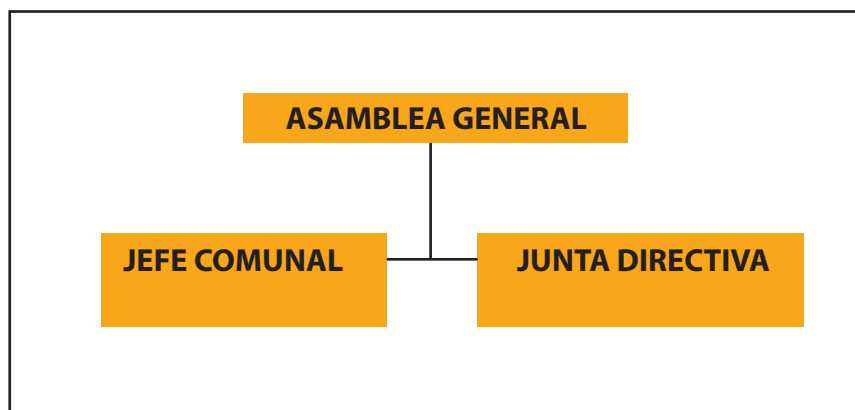 ASAMBLEA GENERAL
JEFE COMUNAL
JUNTA DIRECTIVA